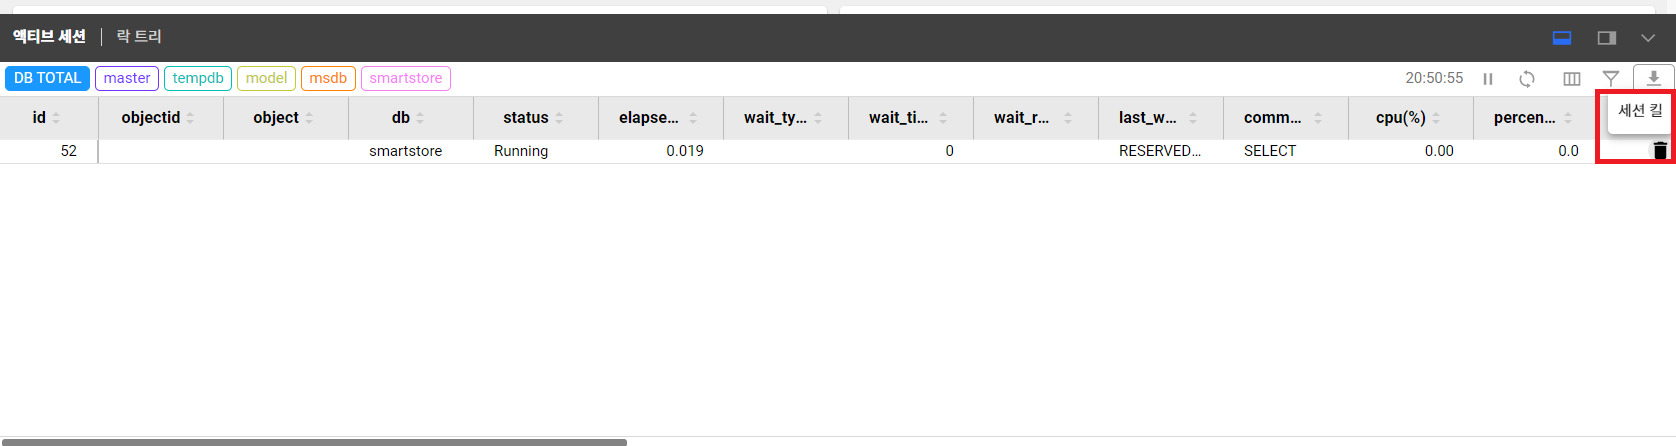 액티브 세션 락 트리
DB TOTAL master tempdb model msdb smartstore 20:50:55
세션 킬
id objectid object db status elapse... wait_ty... wait_ti... wait_r... last_w... comm... cpu(%) percen...
52 smartstore Running 0.019 0 RESERVED... SELECT 0.00 0.0